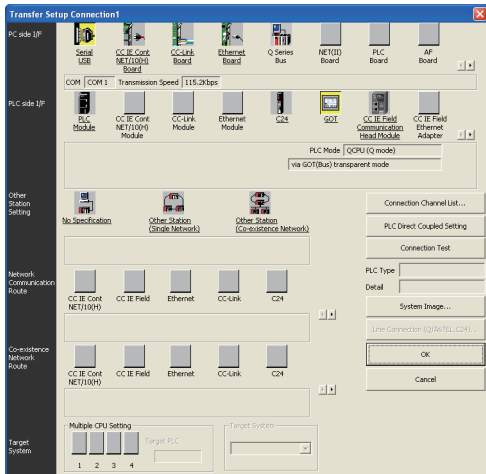 Transfer Setup Connection1
PC side I/F
Serial USB
CC IE Cont NET/10(H) Board
CC-Link Board
Ethernet Board
Q Series Bus
NET(II) Board
PLC Board
AF Board
COM COM 1 Transmission Speed 115.2Kbps
PLC side I/F
PLC Module
CC IE Cont NET/10(H) Module
CC-Link Module
Ethernet Module
C24
GOT
CC IE Field Communication Head Module
CC IE Field Ethernet Adapter
PLC Mode QCPU (Q mode)
via GOT(Bus) transparent mode
Other Station Setting
No Specification
Other Station (Single Network)
Other Station (Co-existence Network)
Connection Channel List...
PLC Direct Coupled Setting
Connection Test
PLC Type
Detail
System Image...
Line Connection (Q/A6TEL,C24)...
OK
Cancel
Network Communication Route
CC IE Cont NET/10(H)
CC IE Field
Ethernet
CC-Link
C24
Co-existence Network Route
CC IE Cont NET/10(H)
CC IE Field
Ethernet
CC-Link
C24
Target System
Multiple CPU Setting
1 2 3 4
Target PLC
Target System